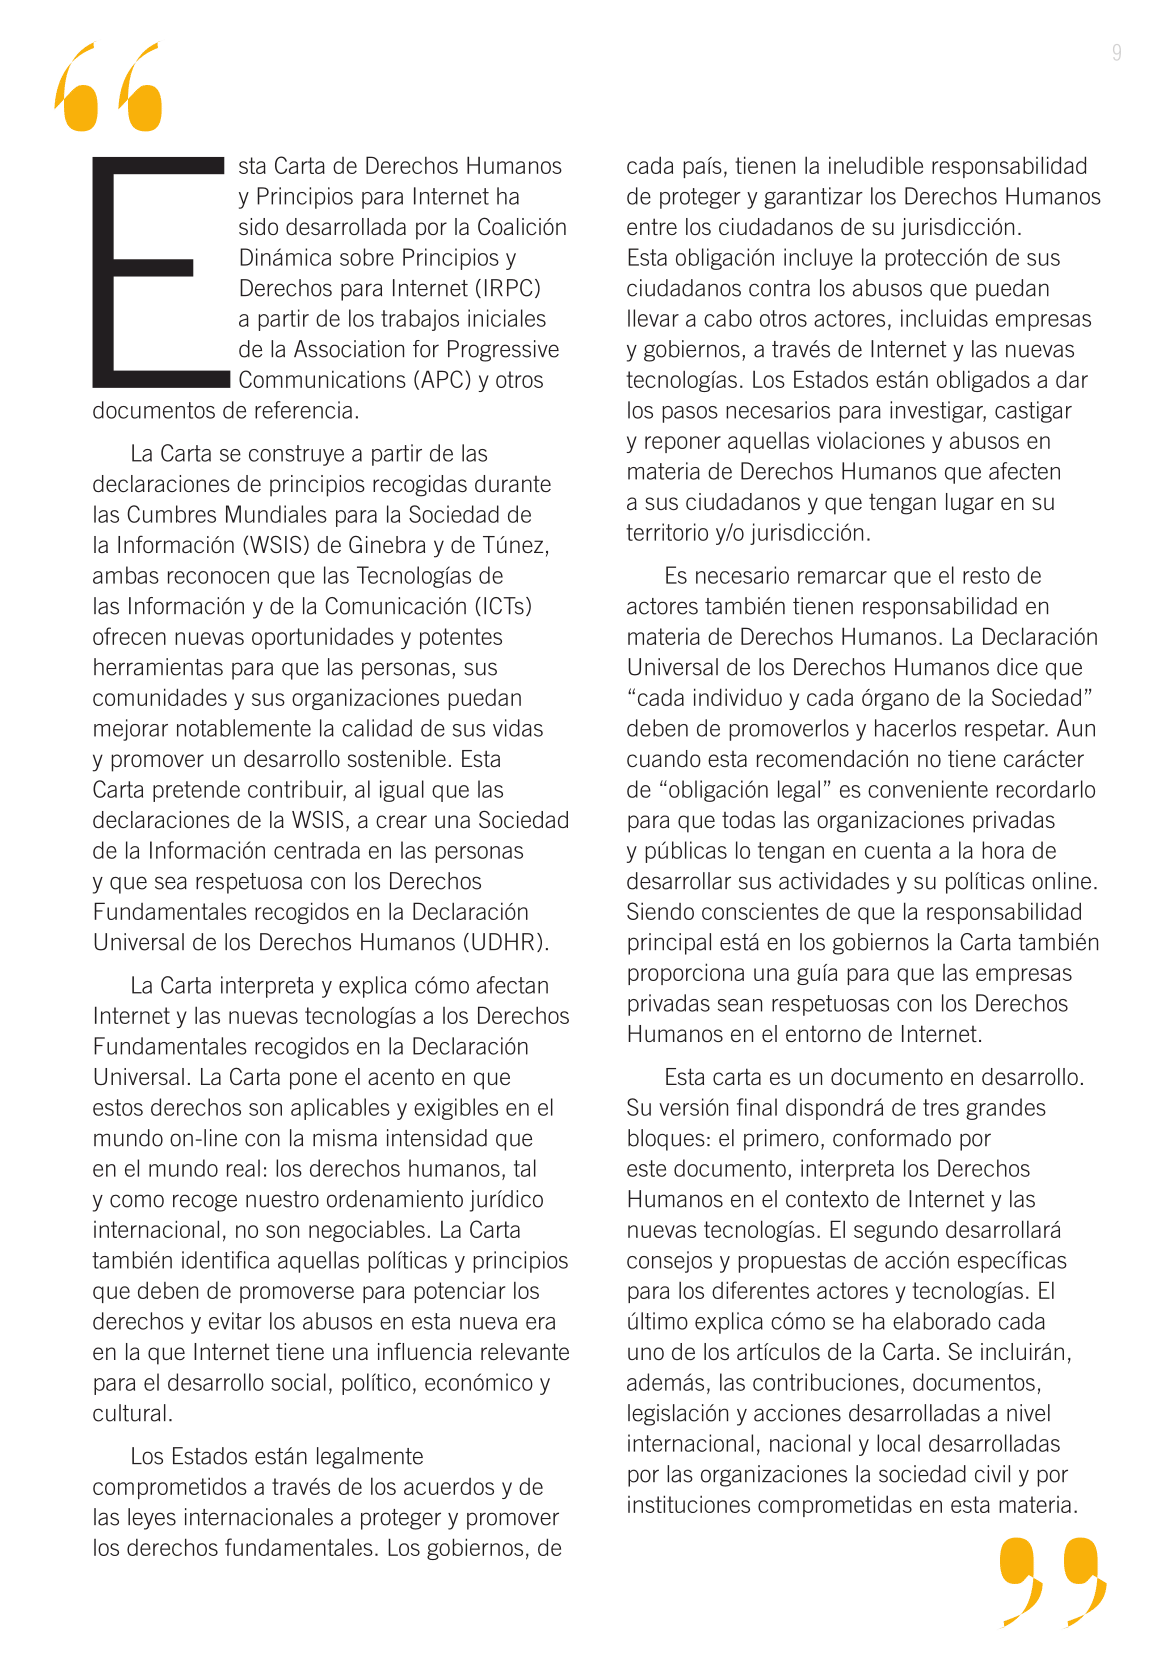 9
“
Esta Carta de Derechos Humanos
y Principios para Internet ha
sido desarrollada por la Coalición
Dinámica sobre Principios y
Derechos para Internet (IRPC)
a partir de los trabajos iniciales
de la Association for Progressive
Communications (APC) y otros
documentos de referencia.
La Carta se construye a partir de las
declaraciones de principios recogidas durante
las Cumbres Mundiales para la Sociedad de
la Información (WSIS) de Ginebra y de Túnez,
ambas reconocen que las Tecnologías de
las Información y de la Comunicación (ICTs)
ofrecen nuevas oportunidades y potentes
herramientas para que las personas, sus
comunidades y sus organizaciones puedan
mejorar notablemente la calidad de sus vidas
y promover un desarrollo sostenible. Esta
Carta pretende contribuir, al igual que las
declaraciones de la WSIS, a crear una Sociedad
de la Información centrada en las personas
y que sea respetuosa con los Derechos
Fundamentales recogidos en la Declaración
Universal de los Derechos Humanos (UDHR).
La Carta interpreta y explica cómo afectan
Internet y las nuevas tecnologías a los Derechos
Fundamentales recogidos en la Declaración
Universal. La Carta pone el acento en que
estos derechos son aplicables y exigibles en el
mundo on-line con la misma intensidad que
en el mundo real: los derechos humanos, tal
y como recoge nuestro ordenamiento jurídico
internacional, no son negociables. La Carta
también identifica aquellas políticas y principios
que deben de promoverse para potenciar los
derechos y evitar los abusos en esta nueva era
en la que Internet tiene una influencia relevante
para el desarrollo social, político, económico y
cultural.
Los Estados están legalmente
comprometidos a través de los acuerdos y de
las leyes internacionales a proteger y promover
los derechos fundamentales. Los gobiernos, de
cada país, tienen la ineludible responsabilidad
de proteger y garantizar los Derechos Humanos
entre los ciudadanos de su jurisdicción.
Esta obligación incluye la protección de sus
ciudadanos contra los abusos que puedan
llevar a cabo otros actores, incluidas empresas
y gobiernos, a través de Internet y las nuevas
tecnologías. Los Estados están obligados a dar
los pasos necesarios para investigar, castigar
y reponer aquellas violaciones y abusos en
materia de Derechos Humanos que afecten
a sus ciudadanos y que tengan lugar en su
territorio y/o jurisdicción.
Es necesario remarcar que el resto de
actores también tienen responsabilidad en
materia de Derechos Humanos. La Declaración
Universal de los Derechos Humanos dice que
“cada individuo y cada órgano de la Sociedad”
deben de promoverlos y hacerlos respetar. Aun
cuando esta recomendación no tiene carácter
de “obligación legal” es conveniente recordarlo
para que todas las organizaciones privadas
y públicas lo tengan en cuenta a la hora de
desarrollar sus actividades y su políticas online.
Siendo conscientes de que la responsabilidad
principal está en los gobiernos la Carta también
proporciona una guía para que las empresas
privadas sean respetuosas con los Derechos
Humanos en el entorno de Internet.
Esta carta es un documento en desarrollo.
Su versión final dispondrá de tres grandes
bloques: el primero, conformado por
este documento, interpreta los Derechos
Humanos en el contexto de Internet y las
nuevas tecnologías. El segundo desarrollará
consejos y propuestas de acción específicas
para los diferentes actores y tecnologías. El
último explica cómo se ha elaborado cada
uno de los artículos de la Carta. Se incluirán,
además, las contribuciones, documentos,
legislación y acciones desarrolladas a nivel
internacional, nacional y local desarrolladas
por las organizaciones la sociedad civil y por
instituciones comprometidas en esta materia.
”